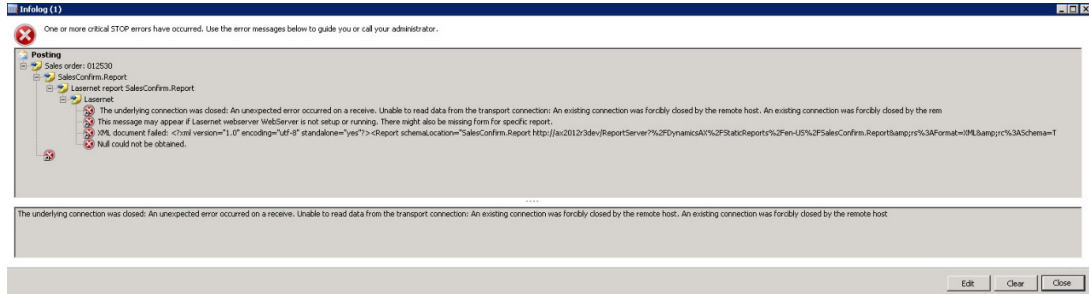 Infolog (1)
One or more critical STOP errors have occurred. Use the error messages below to guide you or call your administrator.
Posting
Sales order: 012530
SalesConfirm.Report
Lasernet report SalesConfirm.Report
Lasernet
The underlying connection was closed: An unexpected error occurred on a receive. Unable to read data from the transport connection: An existing connection was forcibly closed by the remote host. An existing connection was forcibly closed by the rem
This message may appear if Lasernet webserver WebServer is not setup or running. There might also be missing form for specific report.
XML document failed: <?xml version="1.0" encoding="utf-8" standalone="yes"?><Report schemaLocation="SalesConfirm.Report http://ax2012r3dev/ReportServer?%2FDynamicsAX%2FStaticReports%2Fen-US%2FSalesConfirm.Report&amp;rs%3AFormat=XML&amp;rc%3ASchema=T
Null could not be obtained.
The underlying connection was closed: An unexpected error occurred on a receive. Unable to read data from the transport connection: An existing connection was forcibly closed by the remote host. An existing connection was forcibly closed by the remote host
Edit Clear Close